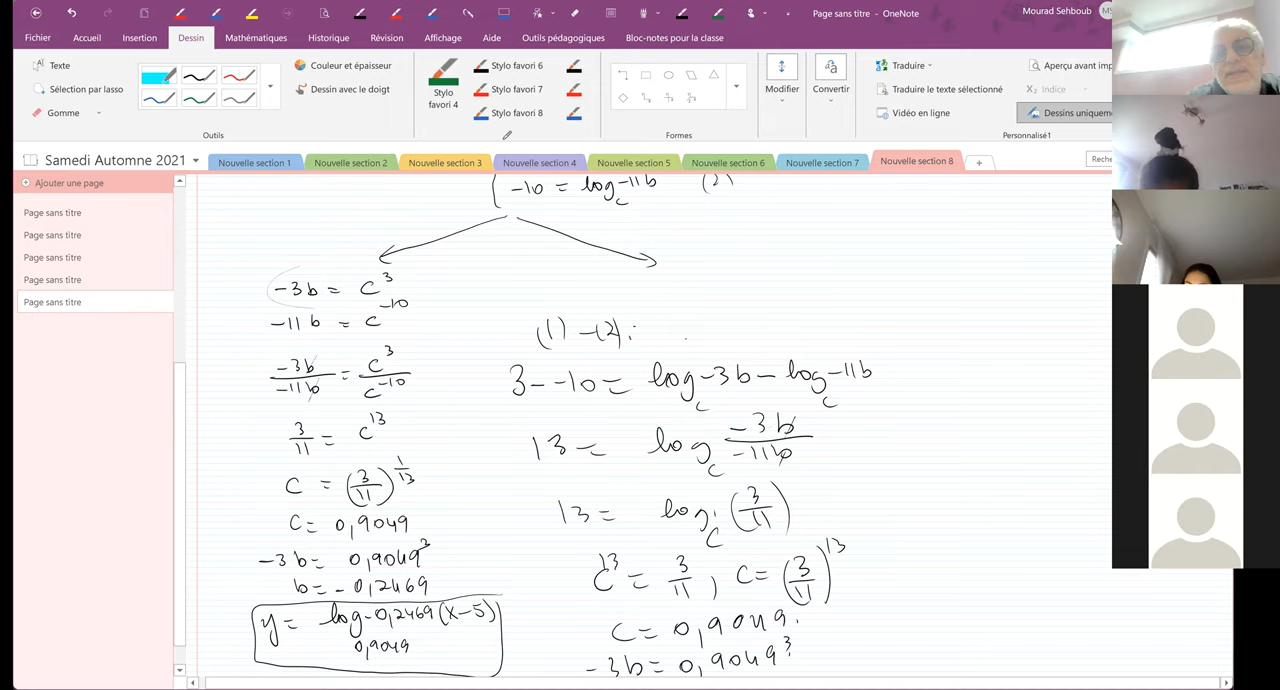 Page sans titre - OneNote
Mourad Sehboub
MS
Fichier Accueil Insertion Dessin Mathématiques Historique Révision Affichage Aide Outils pédagogiques Bloc-notes pour la classe
Texte
Sélection par lasso
Gomme
Outils
Couleur et épaisseur
Dessin avec le doigt
Stylo favori 4
Stylo favori 6
Stylo favori 7
Stylo favori 8
Formes
Modifier
Convertir
Traduire
Traduire le texte sélectionné
Vidéo en ligne
Aperçu avant imp
Indice
Dessins uniqueme
Personnalisé1
Samedi Automne 2021
Nouvelle section 1 Nouvelle section 2 Nouvelle section 3 Nouvelle section 4 Nouvelle section 5 Nouvelle section 6 Nouvelle section 7 Nouvelle section 8 +
Reche
Ajouter une page
Page sans titre
Page sans titre
Page sans titre
Page sans titre
Page sans titre
-10 = log_c -11b (2)
-3b = c^3
-11b = c^-10
-3b/-11b = c^3/c^-10
3/11 = c^13
c = (3/11)^1/13
c = 0,9049
-3b = 0,9049^3
b = -0,2469
y = log_0,9049 -0,2469(x-5)
(1) - (2) :
3 - -10 = log_c -3b - log_c -11b
13 = log_c -3b/-11b
13 = log_c (3/11)
c^13 = 3/11, c = (3/11)^13
c = 0,9049.
-3b = 0,9049^3